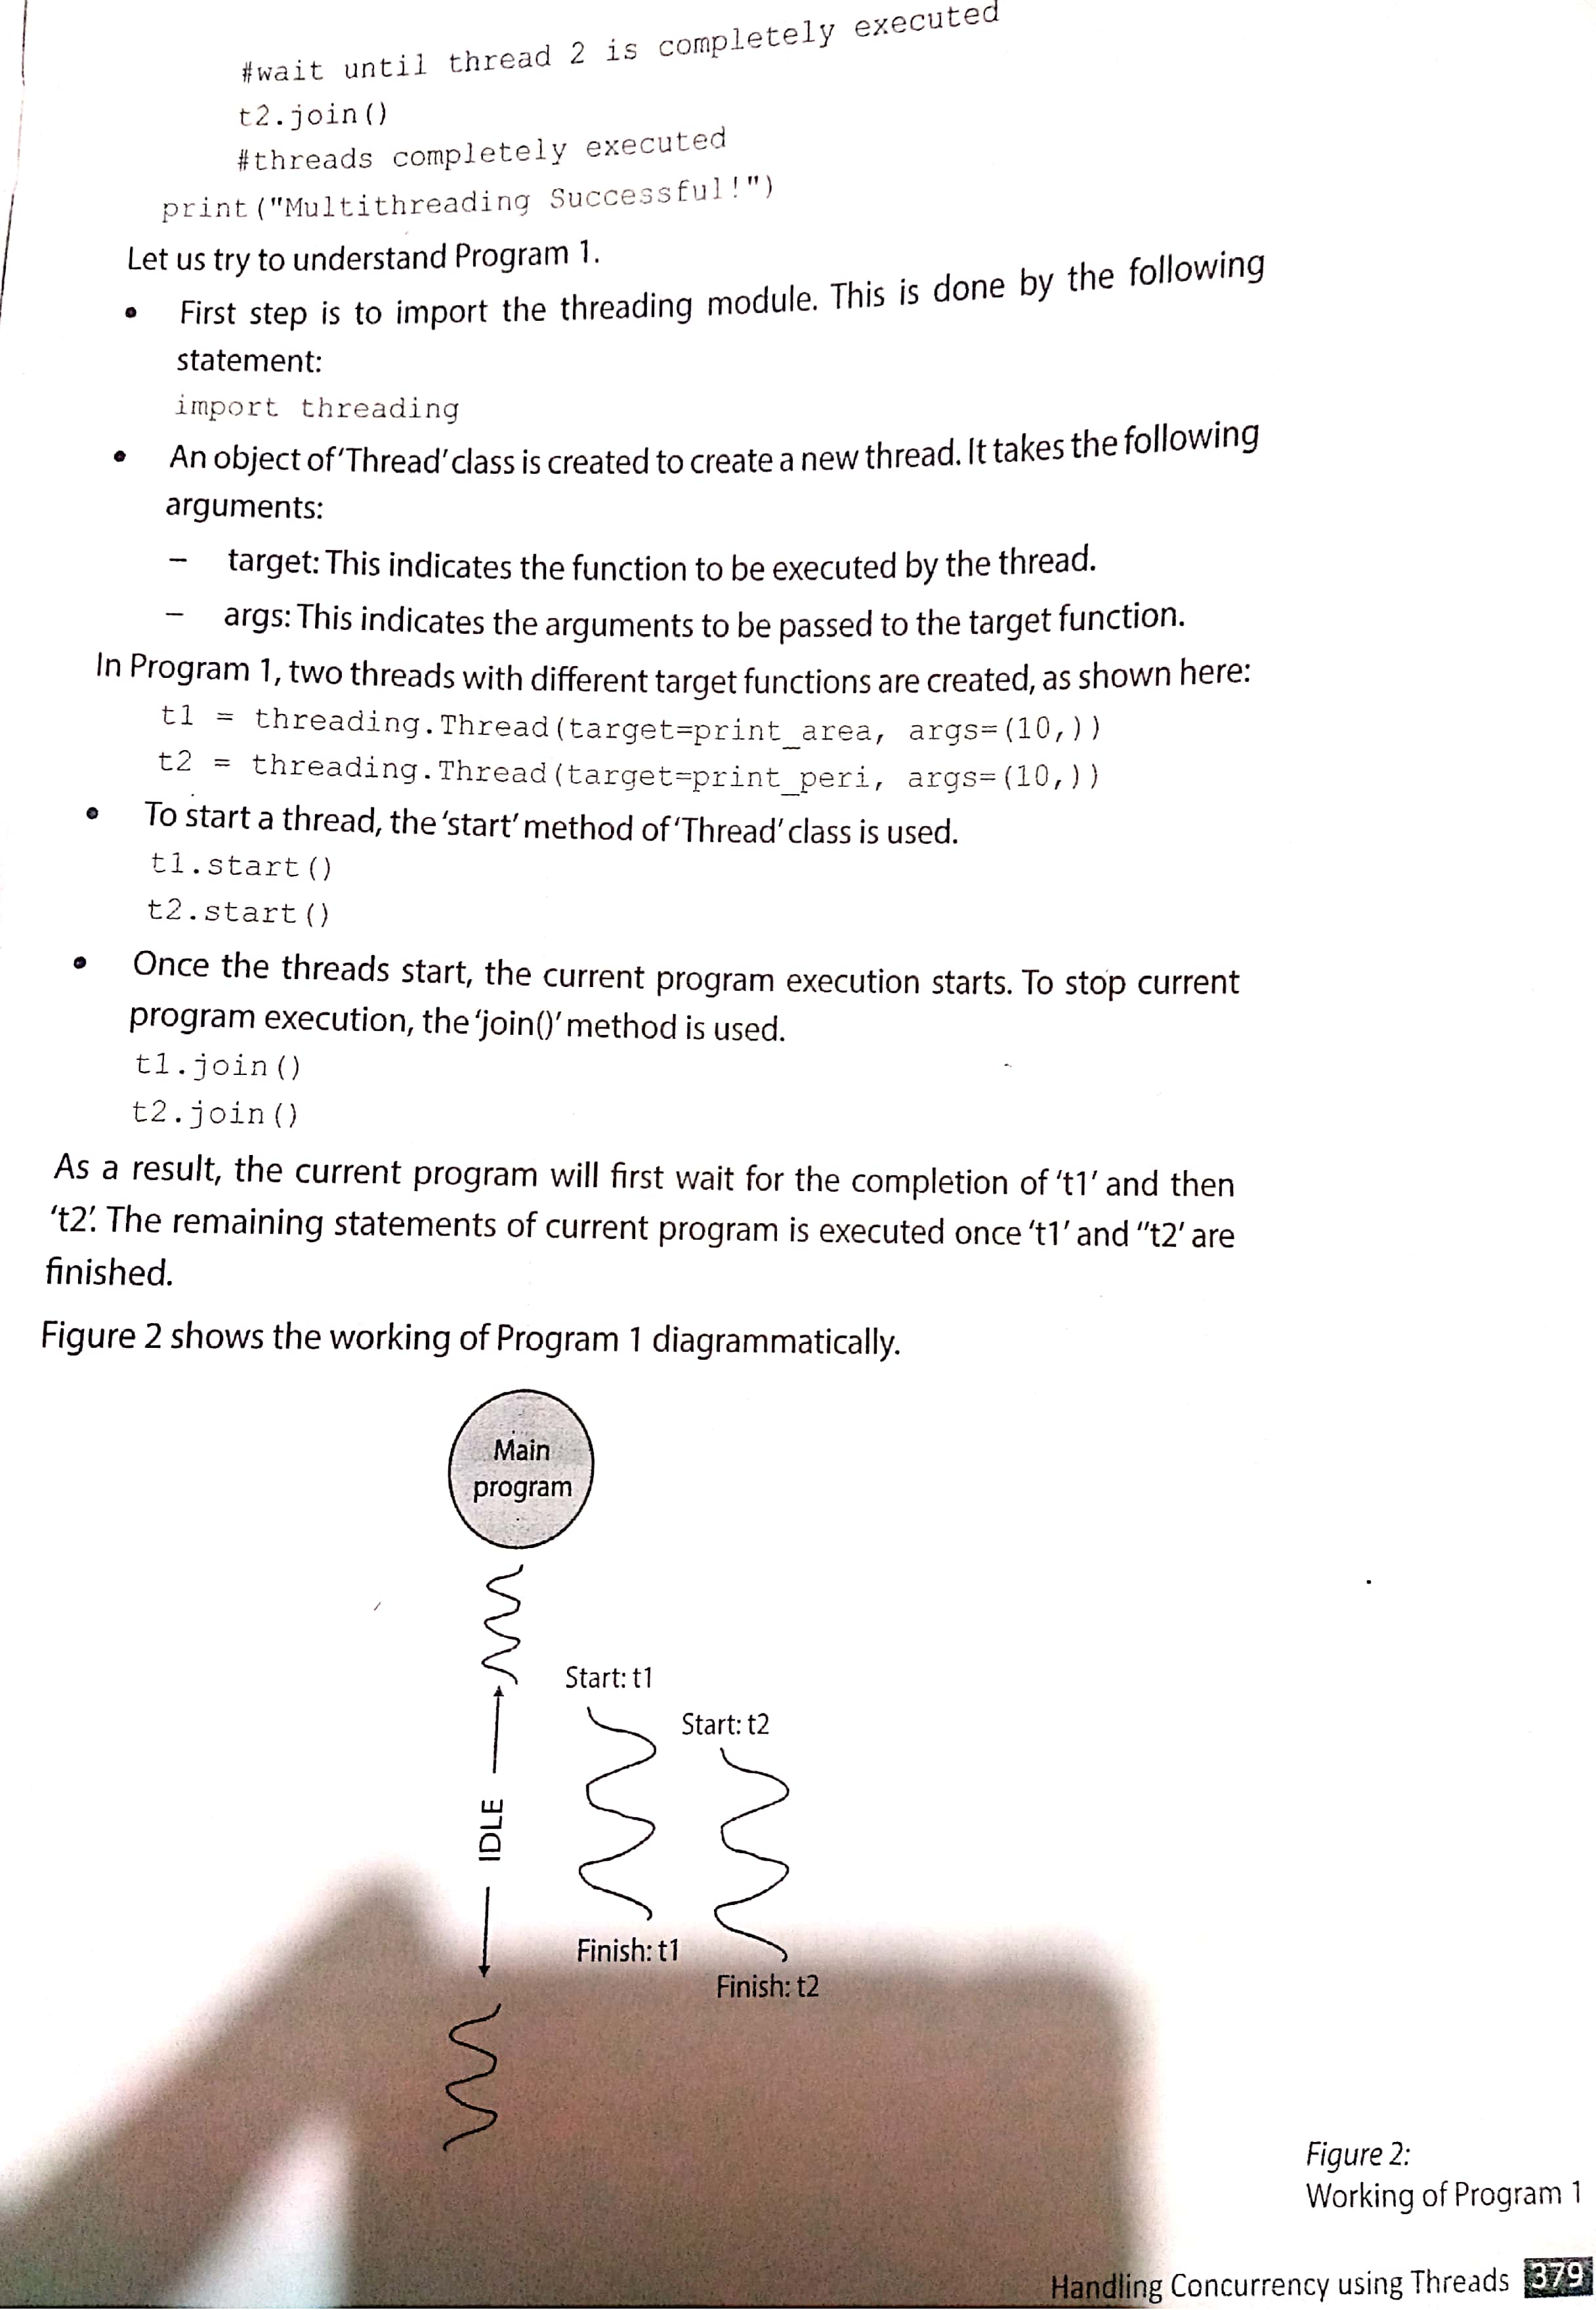 #wait until thread 2 is completely executed
t2.join()
#threads completely executed
print("Multithreading Successful!")
Let us try to understand Program 1.
• First step is to import the threading module. This is done by the following
statement:
import threading
• An object of 'Thread' class is created to create a new thread. It takes the following
arguments:
– target: This indicates the function to be executed by the thread.
– args: This indicates the arguments to be passed to the target function.
In Program 1, two threads with different target functions are created, as shown here:
t1 = threading.Thread(target=print_area, args=(10,))
t2 = threading.Thread(target=print_peri, args=(10,))
• To start a thread, the 'start' method of 'Thread' class is used.
t1.start()
t2.start()
• Once the threads start, the current program execution starts. To stop current
program execution, the 'join()' method is used.
t1.join()
t2.join()
As a result, the current program will first wait for the completion of 't1' and then
't2'. The remaining statements of current program is executed once 't1' and "t2' are
finished.
Figure 2 shows the working of Program 1 diagrammatically.
Main
program
Start: t1
Start: t2
IDLE
Finish: t1
Finish: t2
Figure 2:
Working of Program 1
Handling Concurrency using Threads 379